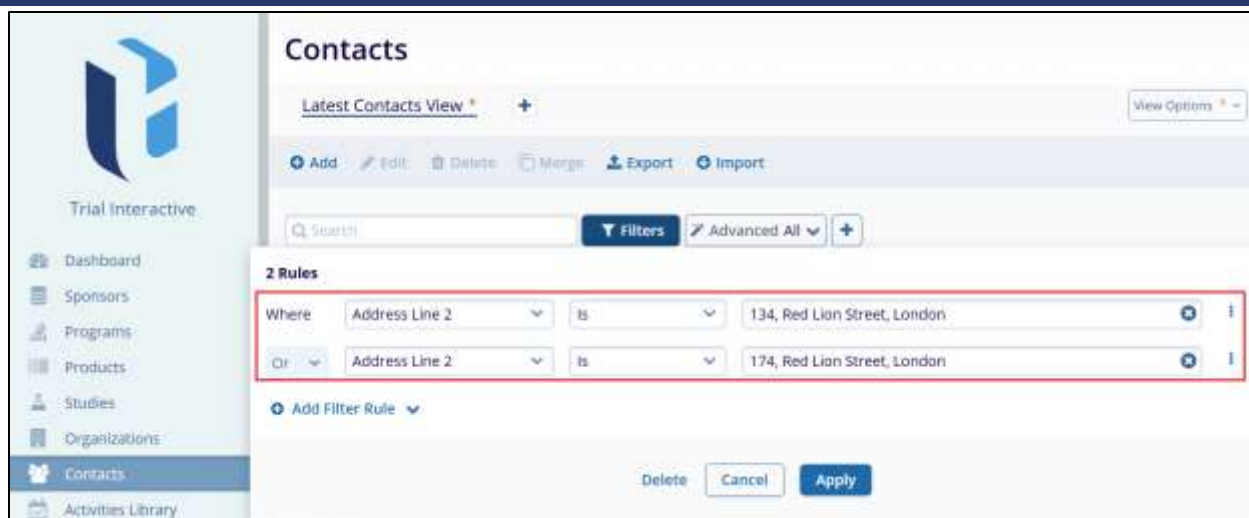 Contacts
Latest Contacts View * +
View Options *
Add Edit Delete Merge Export Import
Trial Interactive
Search Filters Advanced All +
Dashboard
2 Rules
Sponsors
Where Address Line 2 Is 134, Red Lion Street, London
Programs
Products
Or Address Line 2 Is 174, Red Lion Street, London
Studies
Add Filter Rule
Organizations
Contacts
Delete Cancel Apply
Activities Library